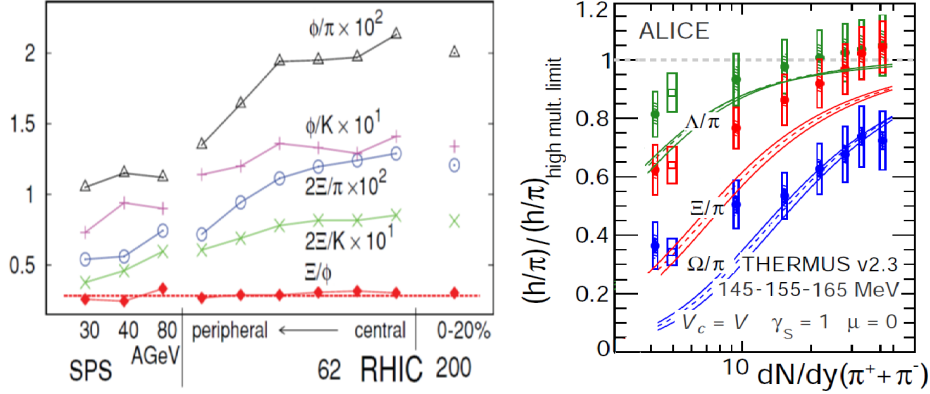 2
1.5
1
0.5
ϕ/π × 10²
ϕ/K × 10¹
2Ξ/π × 10²
2Ξ/K × 10¹
Ξ/ϕ
30 40 80 peripheral ← central 0-20%
AGeV
SPS 62 RHIC 200
(h/π) / (h/π)high mult. limit
1.2
1
0.8
0.6
0.4
0.2
0
ALICE
Λ/π
Ξ/π
Ω/π
THERMUS v2.3
145-155-165 MeV
Vc = V γS = 1 μ = 0
10
dN/dy(π⁺+ π⁻)